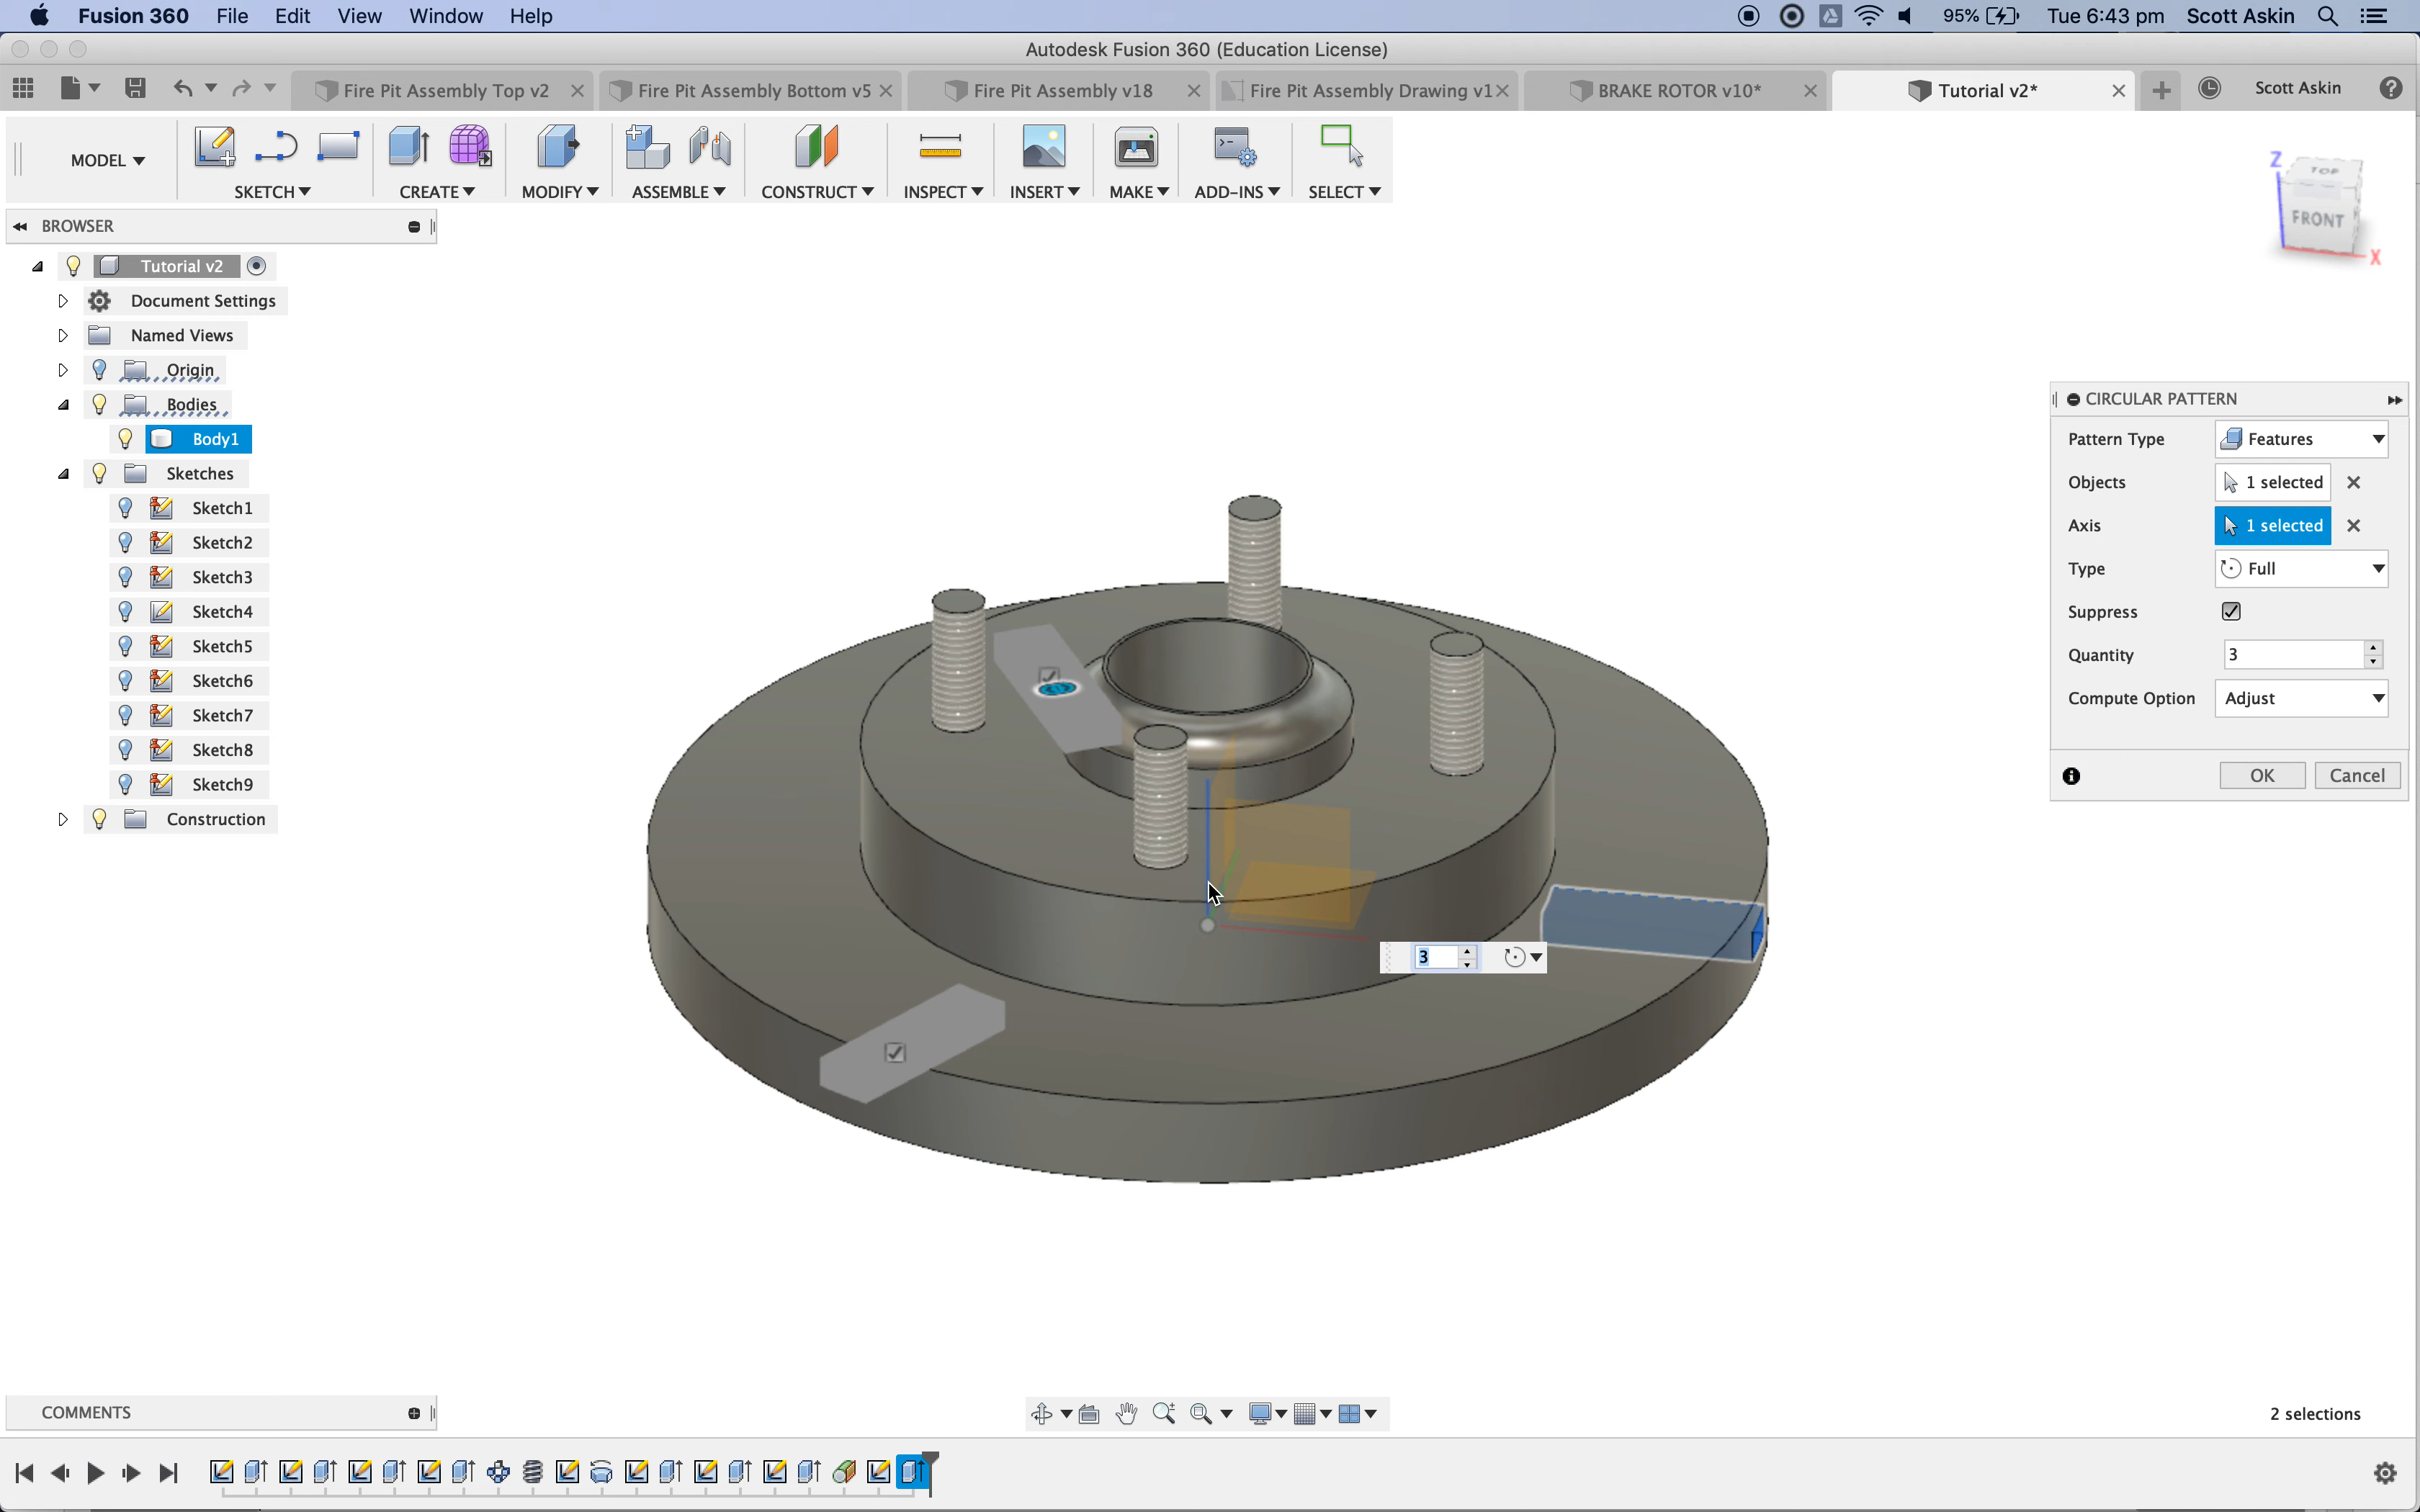 Fusion 360 File Edit View Window Help 95% Tue 6:43 pm Scott Askin
Autodesk Fusion 360 (Education License)
Fire Pit Assembly Top v2 Fire Pit Assembly Bottom v5 Fire Pit Assembly v18 Fire Pit Assembly Drawing v1 BRAKE ROTOR v10* Tutorial v2* Scott Askin
MODEL
SKETCH CREATE MODIFY ASSEMBLE CONSTRUCT INSPECT INSERT MAKE ADD-INS SELECT
Z
TOP
FRONT
X
BROWSER
Tutorial v2
Document Settings
Named Views
Origin
Bodies
Body1
Sketches
Sketch1
Sketch2
Sketch3
Sketch4
Sketch5
Sketch6
Sketch7
Sketch8
Sketch9
Construction
CIRCULAR PATTERN
Pattern Type Features
Objects 1 selected
Axis 1 selected
Type Full
Suppress
Quantity 3
Compute Option Adjust
OK Cancel
3
COMMENTS
2 selections